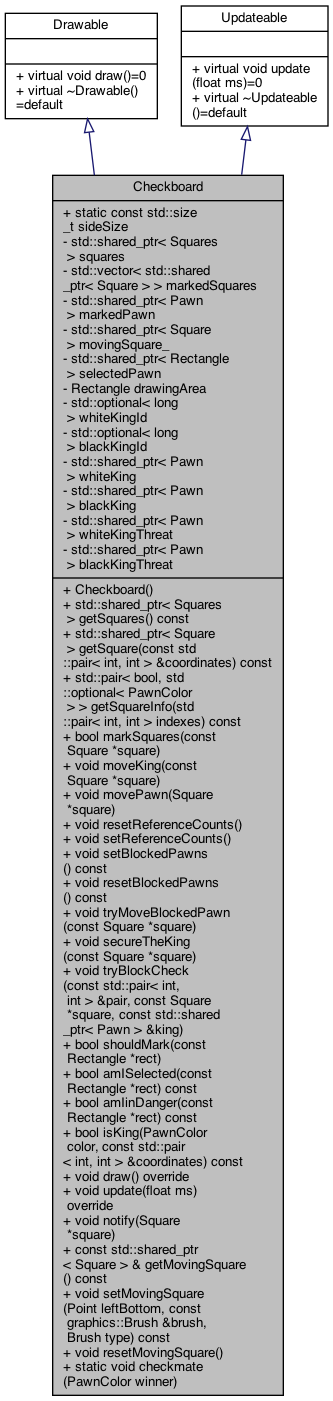 Drawable
+ virtual void draw()=0
+ virtual ~Drawable()
=default
Updateable
+ virtual void update
(float ms)=0
+ virtual ~Updateable
()=default
Checkboard
+ static const std::size
_t sideSize
- std::shared_ptr< Squares
 > squares
- std::vector< std::shared
_ptr< Square > > markedSquares
- std::shared_ptr< Pawn
 > markedPawn
- std::shared_ptr< Square
 > movingSquare_
- std::shared_ptr< Rectangle
 > selectedPawn
- Rectangle drawingArea
- std::optional< long
 > whiteKingId
- std::optional< long
 > blackKingId
- std::shared_ptr< Pawn
 > whiteKing
- std::shared_ptr< Pawn
 > blackKing
- std::shared_ptr< Pawn
 > whiteKingThreat
- std::shared_ptr< Pawn
 > blackKingThreat
+ Checkboard()
+ std::shared_ptr< Squares
 > getSquares() const
+ std::shared_ptr< Square
 > getSquare(const std
::pair< int, int > &coordinates) const
+ std::pair< bool, std
::optional< PawnColor
 > > getSquareInfo(std
::pair< int, int > indexes) const
+ bool markSquares(const
 Square *square)
+ void moveKing(const
 Square *square)
+ void movePawn(Square
 *square)
+ void resetReferenceCounts()
+ void setReferenceCounts()
+ void setBlockedPawns
() const
+ void resetBlockedPawns
() const
+ void tryMoveBlockedPawn
(const Square *square)
+ void secureTheKing
(const Square *square)
+ void tryBlockCheck
(const std::pair< int,
 int > &pair, const Square
 *square, const std::shared
_ptr< Pawn > &king)
+ bool shouldMark(const
 Rectangle *rect)
+ bool amISelected(const
 Rectangle *rect) const
+ bool amIinDanger(const
 Rectangle *rect) const
+ bool isKing(PawnColor
 color, const std::pair
< int, int > &coordinates) const
+ void draw() override
+ void update(float ms)
 override
+ void notify(Square
 *square)
+ const std::shared_ptr
< Square > & getMovingSquare
() const
+ void setMovingSquare
(Point leftBottom, const
 graphics::Brush &brush,
 Brush type) const
+ void resetMovingSquare()
+ static void checkmate
(PawnColor winner)